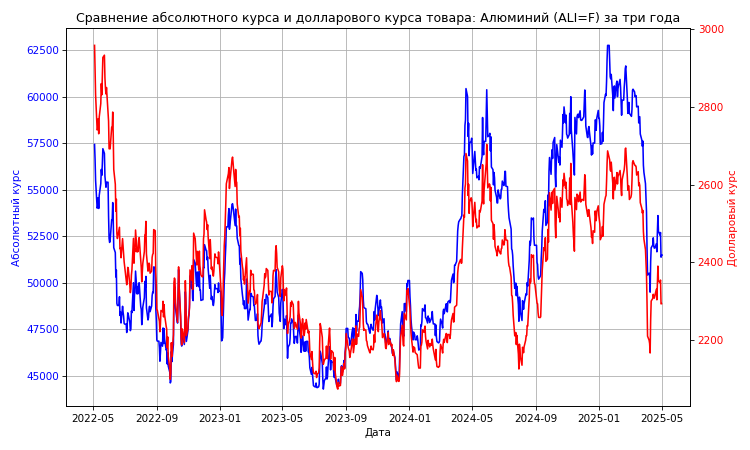 Сравнение абсолютного курса и долларового курса товара: Алюминий (ALI=F) за три года
Абсолютный курс
62500
60000
57500
55000
52500
50000
47500
45000
3000
2800
2600
2400
2200
Долларовый курс
2022-05 2022-09 2023-01 2023-05 2023-09 2024-01 2024-05 2024-09 2025-01 2025-05
Дата